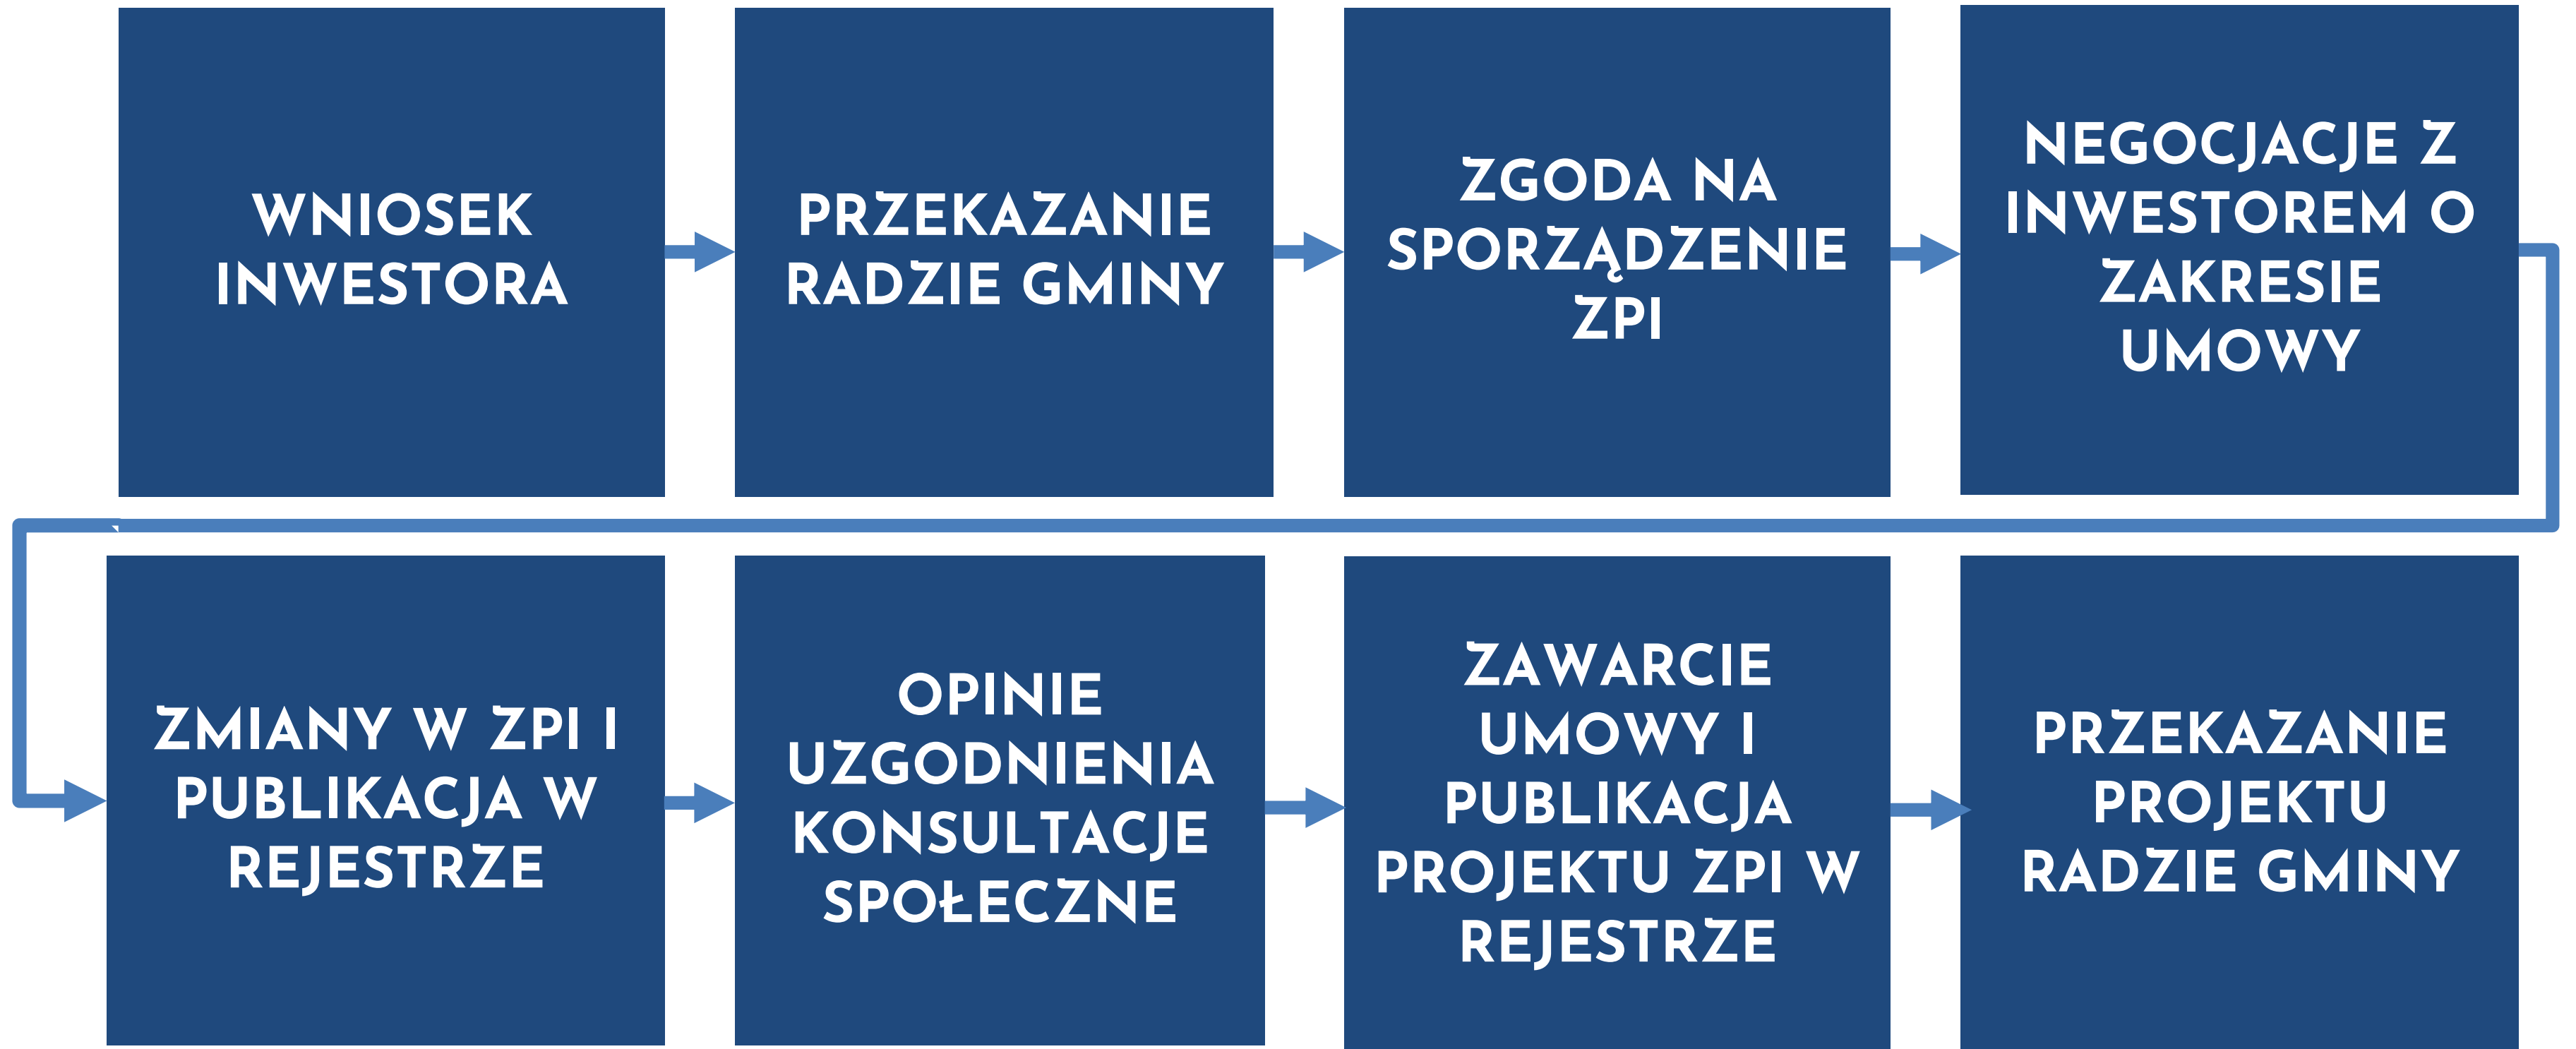 WNIOSEK
INWESTORA
PRZEKAZANIE
RADZIE GMINY
ZGODA NA
SPORZĄDZENIE
ZPI
NEGOCJACJE Z
INWESTOREM O
ZAKRESIE
UMOWY
ZMIANY W ZPI I
PUBLIKACJA W
REJESTRZE
OPINIE
UZGODNIENIA
KONSULTACJE
SPOŁECZNE
ZAWARCIE
UMOWY I
PUBLIKACJA
PROJEKTU ZPI W
REJESTRZE
PRZEKAZANIE
PROJEKTU
RADZIE GMINY